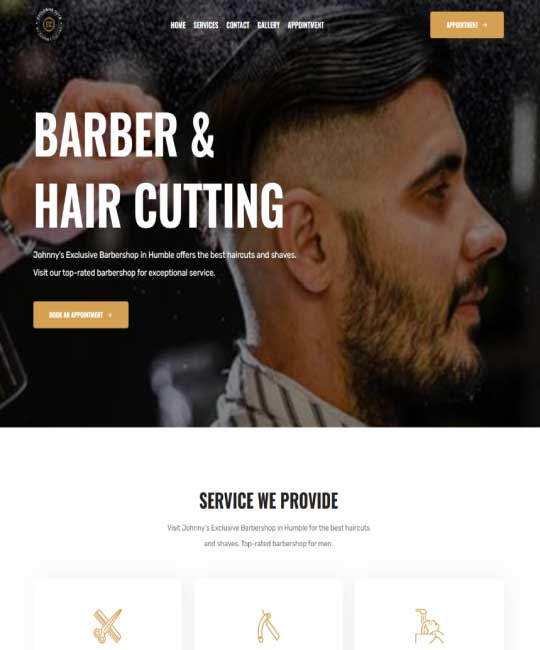 HOME SERVICES CONTACT GALLERY APPOINTMENT
APPOINTMENT →
BARBER &
HAIR CUTTING
Johnny's Exclusive Barbershop in Humble offers the best haircuts and shaves.
Visit our top-rated barbershop for exceptional service.
BOOK AN APPOINTMENT →
SERVICE WE PROVIDE
Visit Johnny's Exclusive Barbershop in Humble for the best haircuts
and shaves. Top-rated barbershop for men.